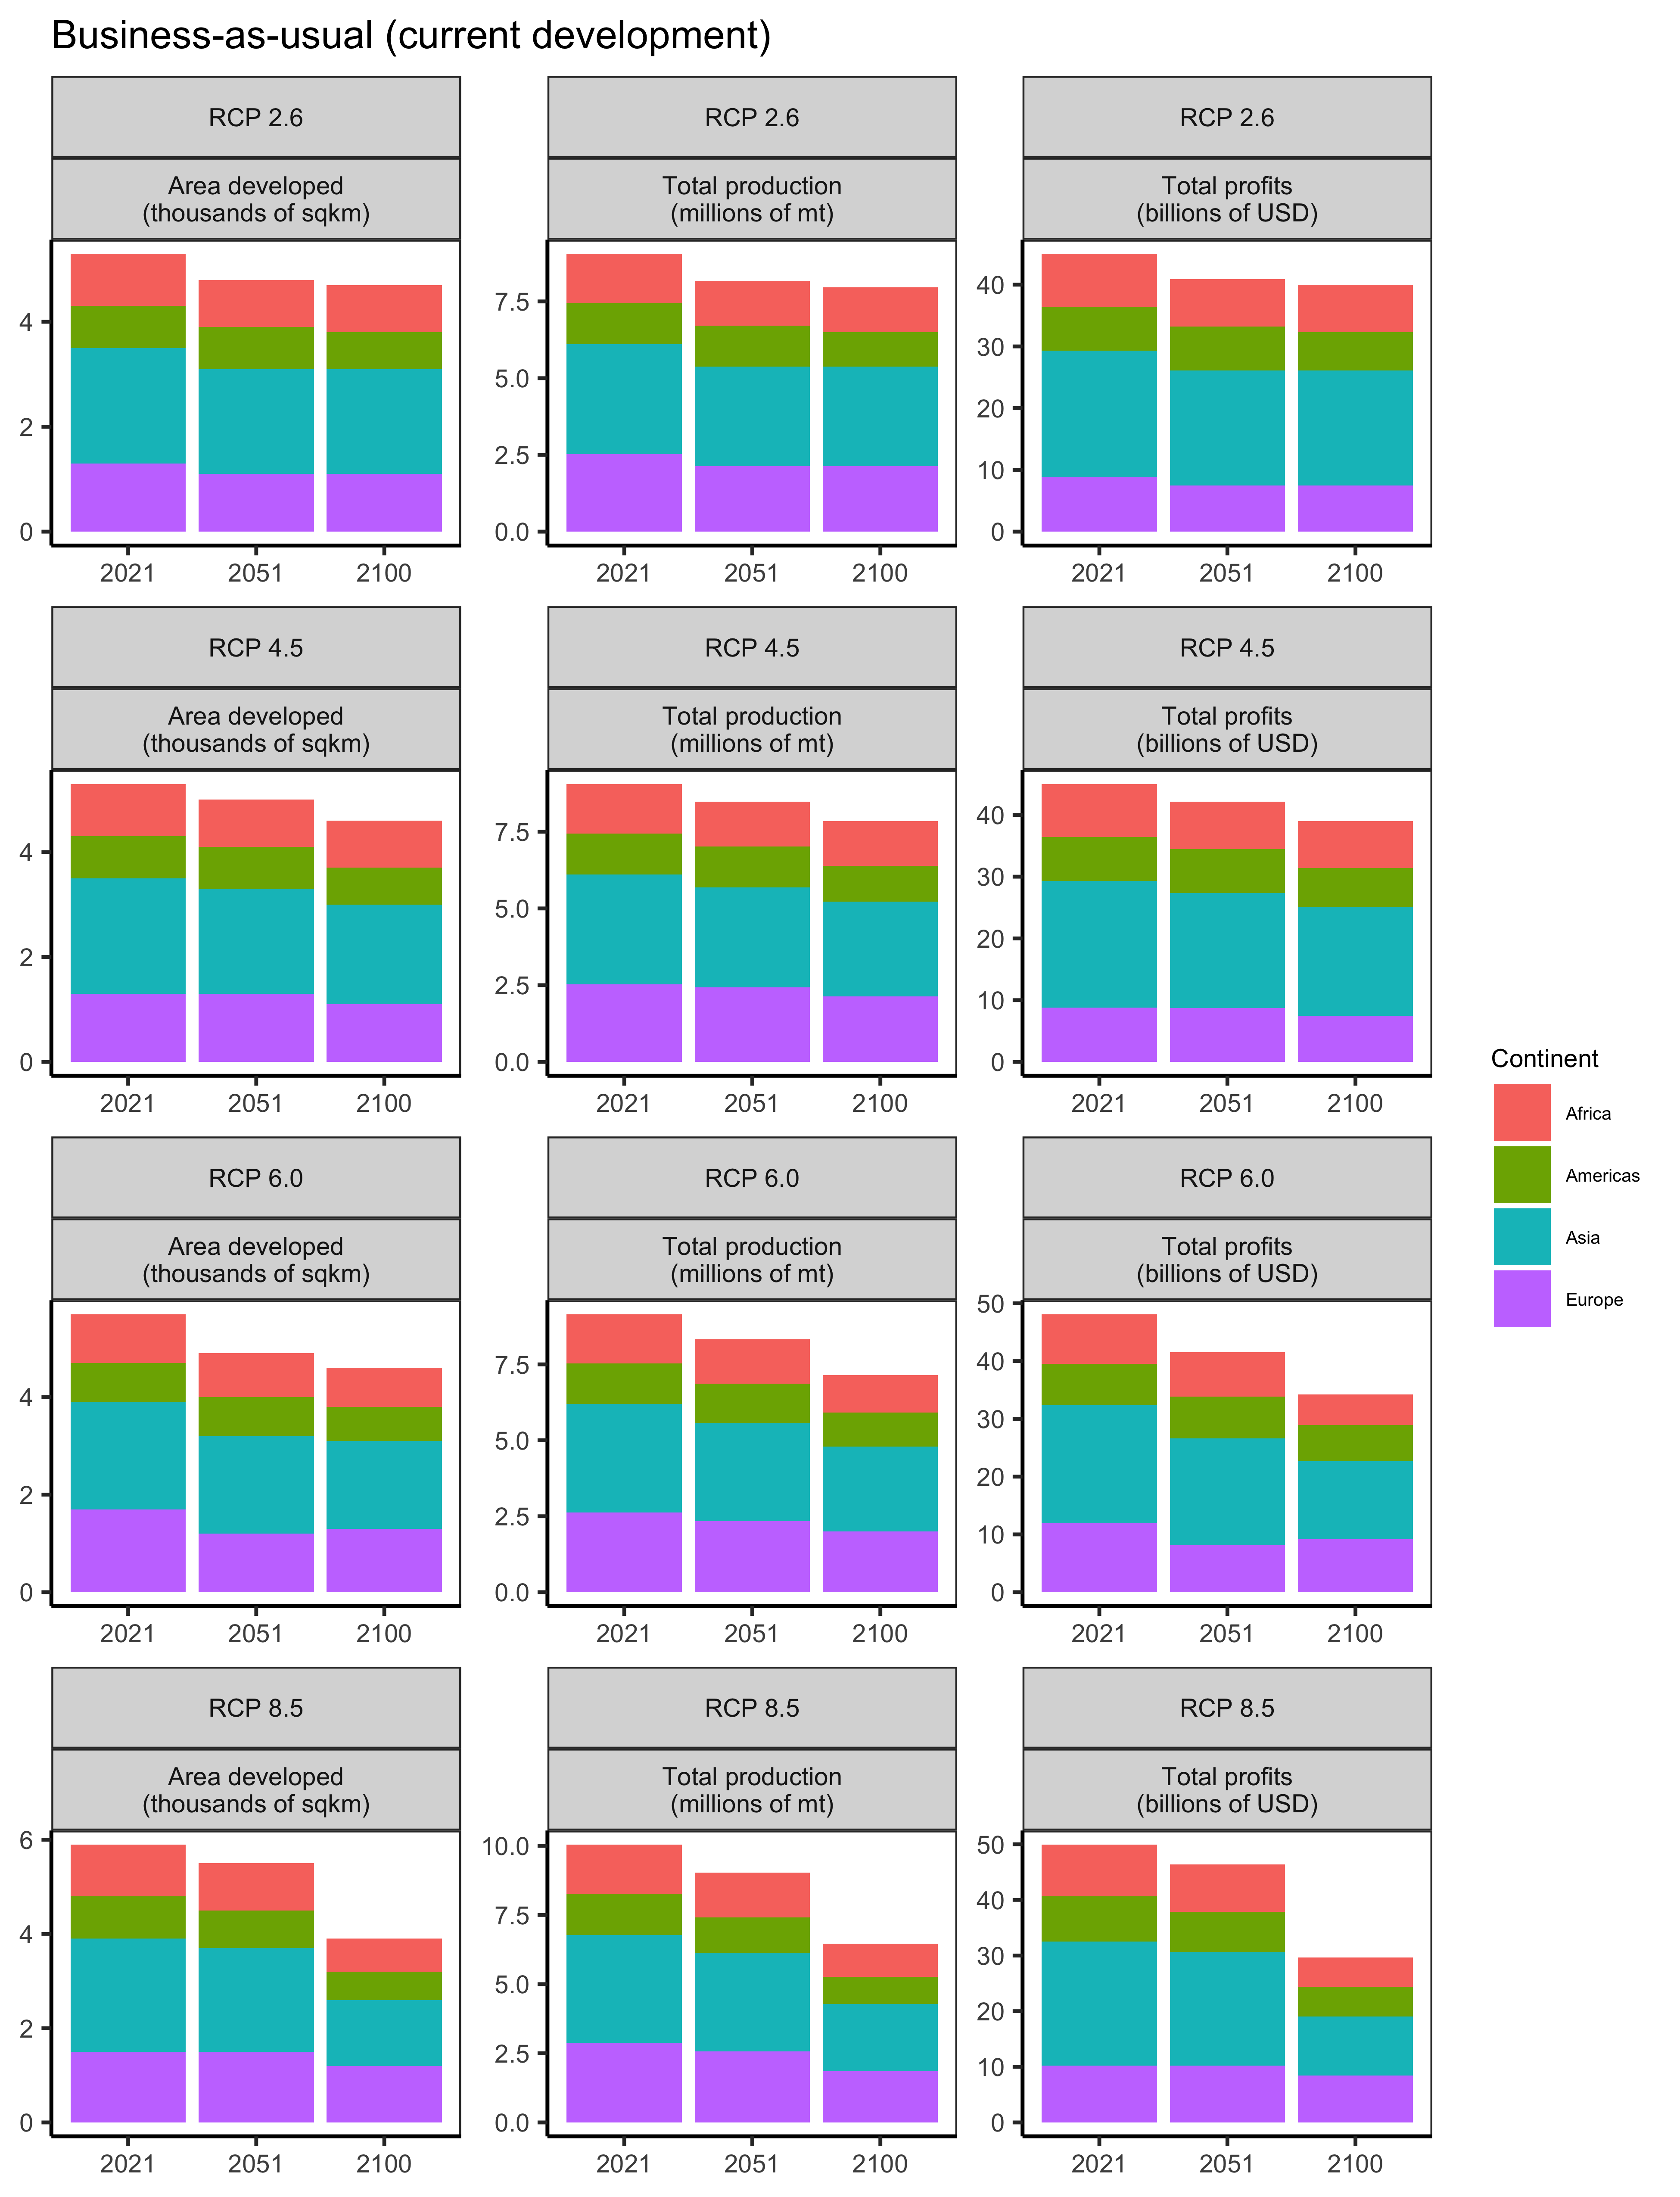 Business-as-usual (current development)
RCP 2.6
RCP 2.6
RCP 2.6
Area developed
(thousands of sqkm)
Total production
(millions of mt)
Total profits
(billions of USD)
4
2
0
7.5
5.0
2.5
0.0
40
30
20
10
0
2021 2051 2100
2021 2051 2100
2021 2051 2100
RCP 4.5
RCP 4.5
RCP 4.5
Area developed
(thousands of sqkm)
Total production
(millions of mt)
Total profits
(billions of USD)
4
2
0
7.5
5.0
2.5
0.0
40
30
20
10
0
2021 2051 2100
2021 2051 2100
2021 2051 2100
RCP 6.0
RCP 6.0
RCP 6.0
Area developed
(thousands of sqkm)
Total production
(millions of mt)
Total profits
(billions of USD)
4
2
0
7.5
5.0
2.5
0.0
50
40
30
20
10
0
2021 2051 2100
2021 2051 2100
2021 2051 2100
RCP 8.5
RCP 8.5
RCP 8.5
Area developed
(thousands of sqkm)
Total production
(millions of mt)
Total profits
(billions of USD)
6
4
2
0
10.0
7.5
5.0
2.5
0.0
50
40
30
20
10
0
2021 2051 2100
2021 2051 2100
2021 2051 2100
Continent
Africa
Americas
Asia
Europe